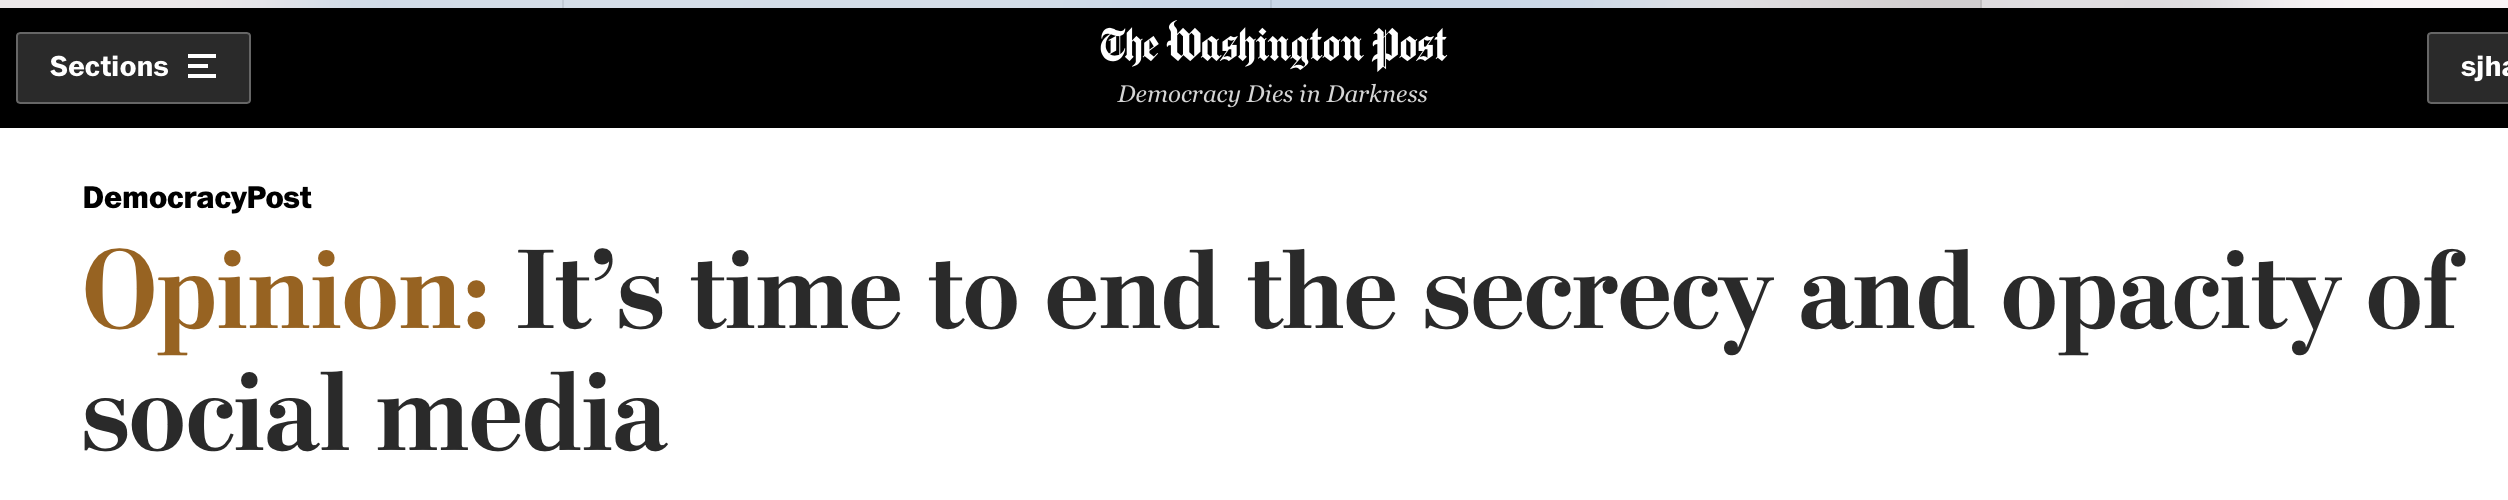 Sections
The Washington Post
Democracy Dies in Darkness
DemocracyPost
Opinion: It’s time to end the secrecy and opacity of
social media